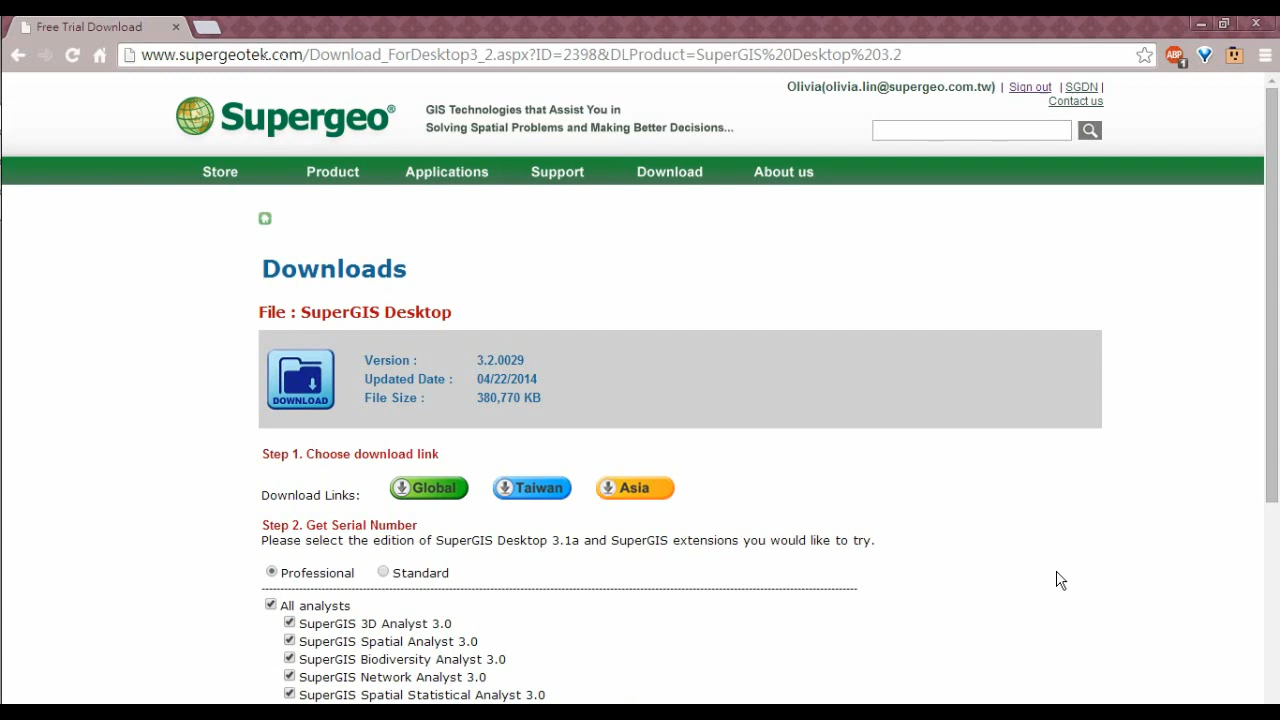 Free Trial Download
www.supergeotek.com/Download_ForDesktop3_2.aspx?ID=2398&DLProduct=SuperGIS%20Desktop%203.2
ABP
1
Olivia(olivia.lin@supergeo.com.tw) | Sign out | SGDN |
Contact us
Supergeo®
GIS Technologies that Assist You in
Solving Spatial Problems and Making Better Decisions...
Store Product Applications Support Download About us
Downloads
File : SuperGIS Desktop
DOWNLOAD
Version : 3.2.0029
Updated Date : 04/22/2014
File Size : 380,770 KB
Step 1. Choose download link
Download Links: Global Taiwan Asia
Step 2. Get Serial Number
Please select the edition of SuperGIS Desktop 3.1a and SuperGIS extensions you would like to try.
Professional Standard
All analysts
SuperGIS 3D Analyst 3.0
SuperGIS Spatial Analyst 3.0
SuperGIS Biodiversity Analyst 3.0
SuperGIS Network Analyst 3.0
SuperGIS Spatial Statistical Analyst 3.0